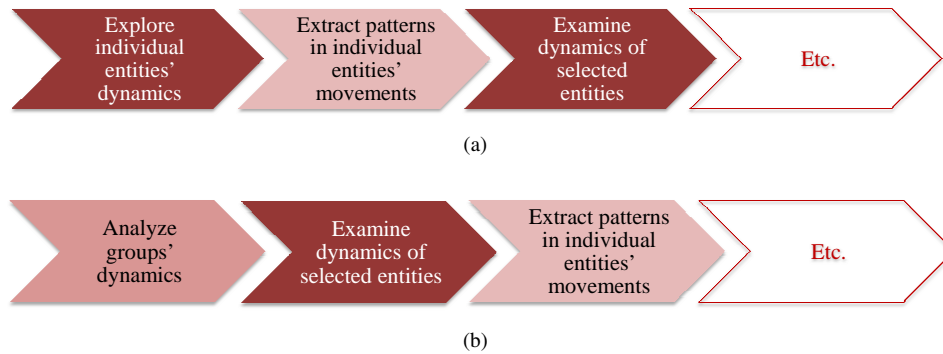 Explore
individual
entities’
dynamics
Extract patterns
in individual
entities’
movements
Examine
dynamics of
selected
entities
Etc.
(a)
Analyze
groups’
dynamics
Examine
dynamics of
selected entities
Extract patterns
in individual
entities’
movements
Etc.
(b)